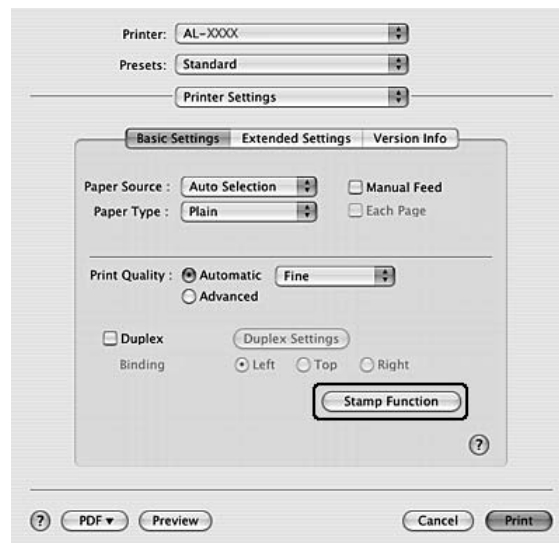 Printer: AL-XXXX
Presets: Standard
Printer Settings
Basic Settings Extended Settings Version Info
Paper Source : Auto Selection Manual Feed
Paper Type : Plain Each Page
Print Quality : Automatic Fine
Advanced
Duplex Duplex Settings
Binding Left Top Right
Stamp Function
?
? PDF▼ Preview Cancel Print